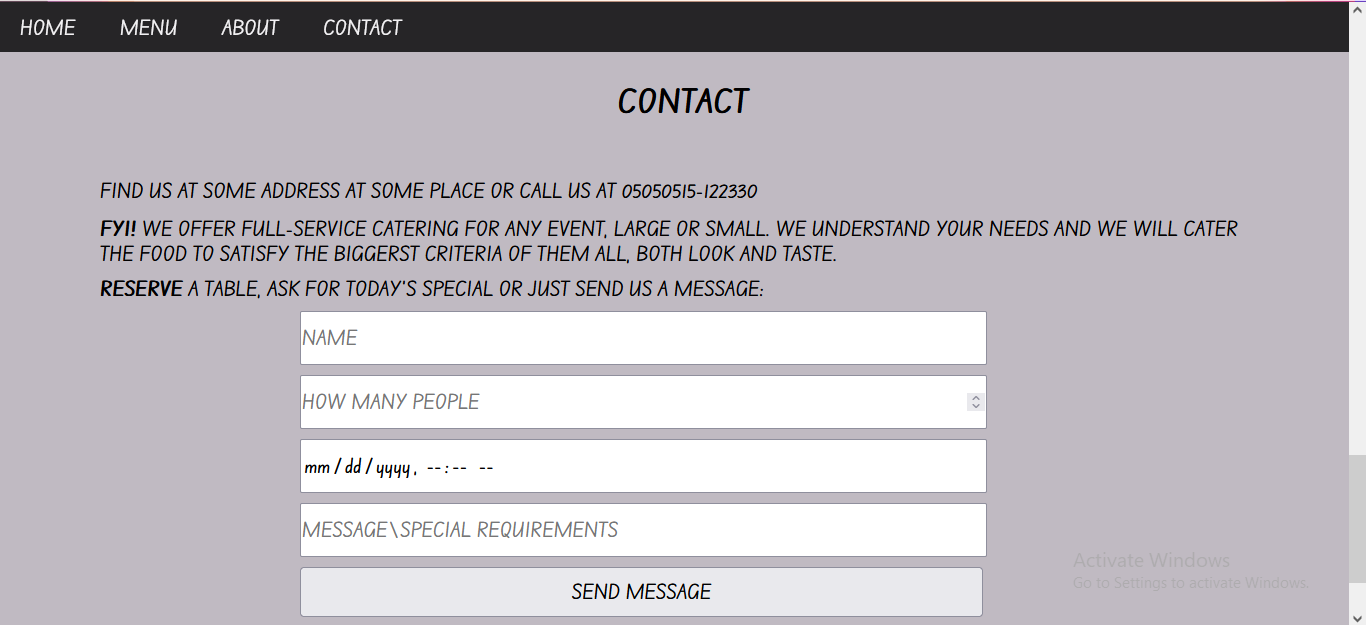 HOME MENU ABOUT CONTACT
CONTACT
FIND US AT SOME ADDRESS AT SOME PLACE OR CALL US AT 05050515-122330
FYI! WE OFFER FULL-SERVICE CATERING FOR ANY EVENT, LARGE OR SMALL. WE UNDERSTAND YOUR NEEDS AND WE WILL CATER
THE FOOD TO SATISFY THE BIGGERST CRITERIA OF THEM ALL, BOTH LOOK AND TASTE.
RESERVE A TABLE, ASK FOR TODAY'S SPECIAL OR JUST SEND US A MESSAGE:
NAME
HOW MANY PEOPLE
mm/dd/yyyy, --:-- --
MESSAGE\SPECIAL REQUIREMENTS
Activate Windows
Go to Settings to activate Windows.
SEND MESSAGE